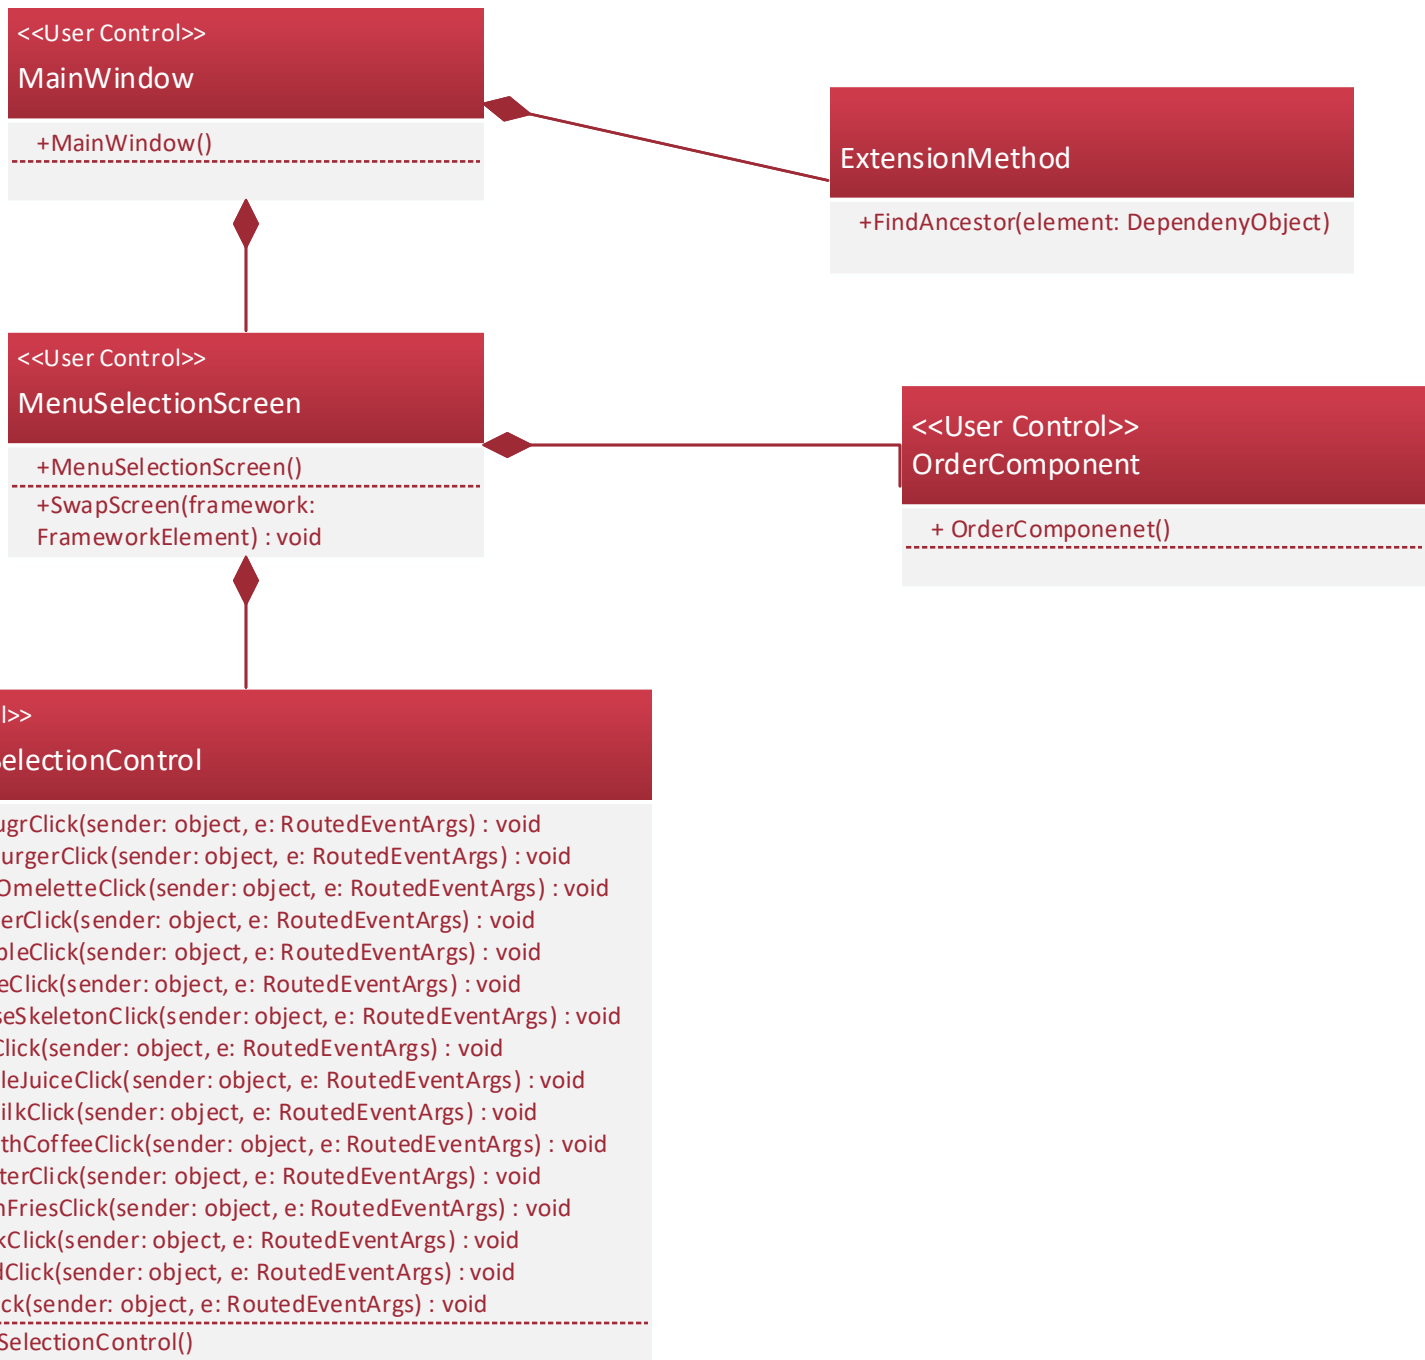 <<User Control>>
MainWindow
+MainWindow()
ExtensionMethod
+FindAncestor(element: DependenyObject)
<<User Control>>
MenuSelectionScreen
+MenuSelectionScreen()
+SwapScreen(framework:
FrameworkElement) : void
<<User Control>>
OrderComponent
+ OrderComponenet()
l>>
SelectionControl
ugrClick(sender: object, e: RoutedEventArgs) : void
urgerClick(sender: object, e: RoutedEventArgs) : void
OmeletteClick(sender: object, e: RoutedEventArgs) : void
erClick(sender: object, e: RoutedEventArgs) : void
bleClick(sender: object, e: RoutedEventArgs) : void
eClick(sender: object, e: RoutedEventArgs) : void
seSkeletonClick(sender: object, e: RoutedEventArgs) : void
Click(sender: object, e: RoutedEventArgs) : void
leJuiceClick(sender: object, e: RoutedEventArgs) : void
ilkClick(sender: object, e: RoutedEventArgs) : void
thCoffeeClick(sender: object, e: RoutedEventArgs) : void
terClick(sender: object, e: RoutedEventArgs) : void
nFriesClick(sender: object, e: RoutedEventArgs) : void
kClick(sender: object, e: RoutedEventArgs) : void
dClick(sender: object, e: RoutedEventArgs) : void
ck(sender: object, e: RoutedEventArgs) : void
SelectionControl()